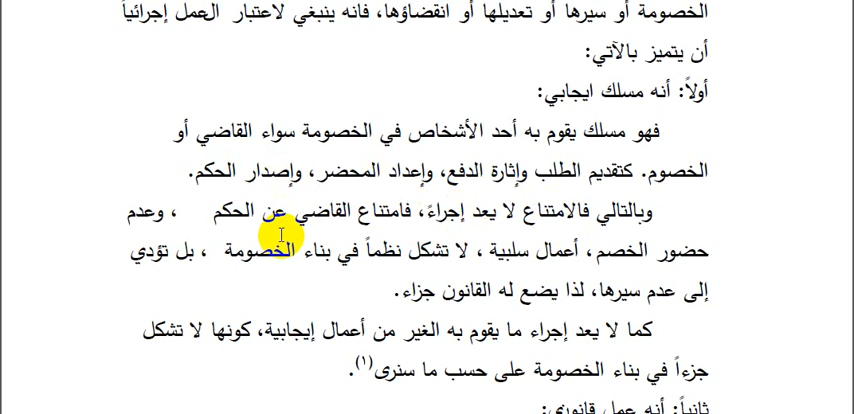 الخصومة أو سيرها أو تعديلها أو انقضاؤها، فانه ينبغي لاعتبار العمل إجرائياً
أن يتميز بالآتي:
أولاً: أنه مسلك ايجابي:
فهو مسلك يقوم به أحد الأشخاص في الخصومة سواء القاضي أو
الخصوم. كتقديم الطلب وإثارة الدفع، وإعداد المحضر، وإصدار الحكم.
وبالتالي فالامتناع لا يعد إجراءً، فامتناع القاضي عن الحكم ، وعدم
حضور الخصم، أعمال سلبية ، لا تشكل نظماً في بناء الخصومة ، بل تؤدي
إلى عدم سيرها، لذا يضع له القانون جزاء.
كما لا يعد إجراء ما يقوم به الغير من أعمال إيجابية، كونها لا تشكل
جزءاً في بناء الخصومة على حسب ما سنرى(١).
ثانياً: أنه عمل قانوني: